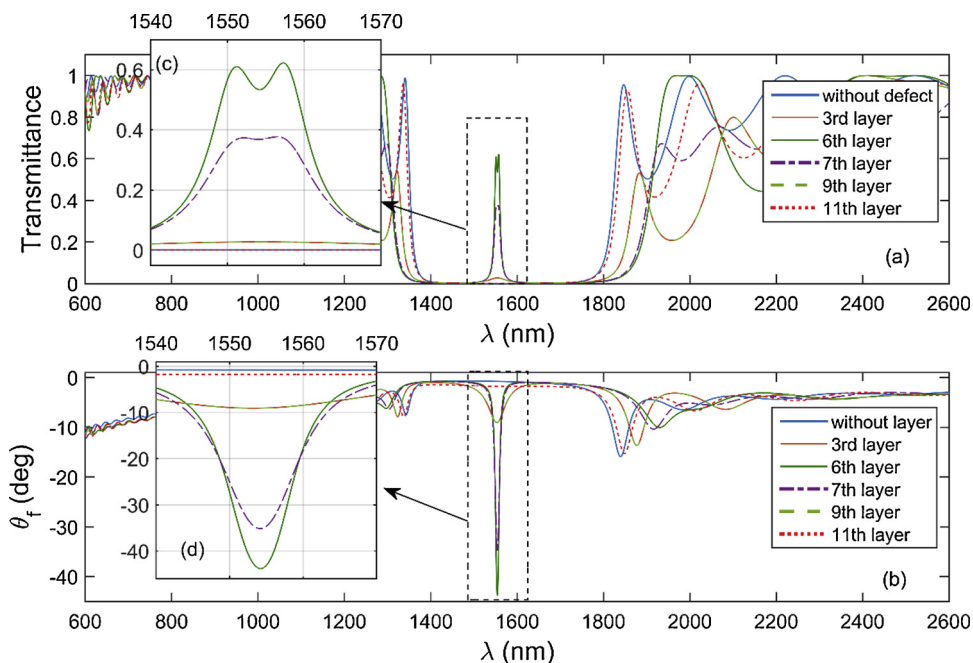 1540 1550 1560 1570
(c)
0.6
0.4
0.2
0
Transmittance
1
0.8
0.6
0.4
0.2
0
without defect
3rd layer
6th layer
7th layer
9th layer
11th layer
(a)
600 800 1000 1200 1400 1600 1800 2000 2200 2400 2600
λ (nm)
1540 1550 1560 1570
0
-10
-20
-30
-40
(d)
θf (deg)
0
-10
-20
-30
-40
without layer
3rd layer
6th layer
7th layer
9th layer
11th layer
(b)
600 800 1000 1200 1400 1600 1800 2000 2200 2400 2600
λ (nm)